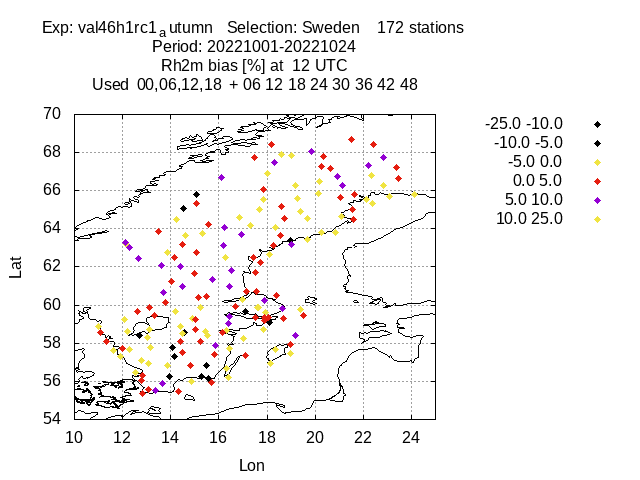 Exp: val46h1rc1autumn Selection: Sweden 172 stations
Period: 20221001-20221024
Rh2m bias [%] at 12 UTC
Used 00,06,12,18 + 06 12 18 24 30 36 42 48
-25.0 -10.0
-10.0 -5.0
-5.0 0.0
0.0 5.0
5.0 10.0
10.0 25.0
Lat
70
68
66
64
62
60
58
56
54
10 12 14 16 18 20 22 24
Lon